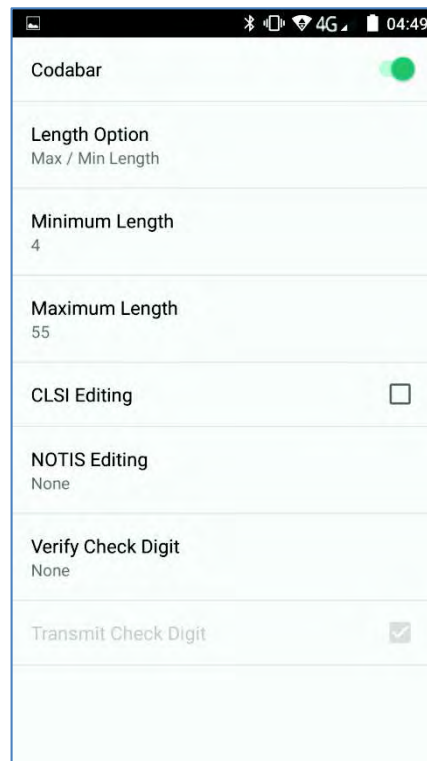 4G 04:49
Codabar
Length Option
Max / Min Length
Minimum Length
4
Maximum Length
55
CLSI Editing
NOTIS Editing
None
Verify Check Digit
None
Transmit Check Digit